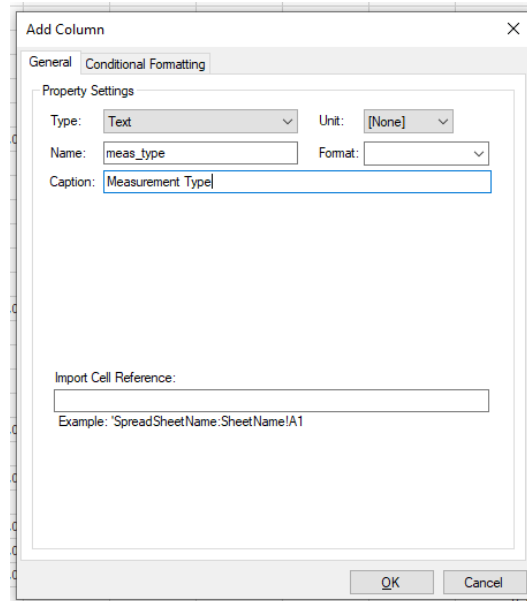 Add Column
General Conditional Formatting
Property Settings
Type: Text Unit: [None]
Name: meas_type Format:
Caption: Measurement Type
Import Cell Reference:
Example: 'SpreadSheetName:SheetName!A1
OK Cancel